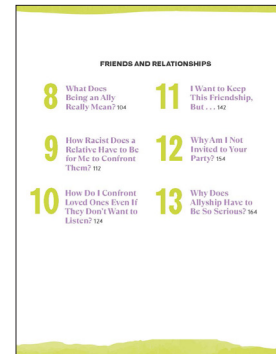 FRIENDS AND RELATIONSHIPS
8
What Does
Being an Ally
Really Mean? 104
9
How Racist Does a
Relative Have to Be
for Me to Confront
Them? 112
10
How Do I Confront
Loved Ones Even If
They Don't Want to
Listen? 124
11
I Want to Keep
This Friendship,
But . . . 142
12
Why Am I Not
Invited to Your
Party? 154
13
Why Does
Allyship Have to
Be So Serious? 164